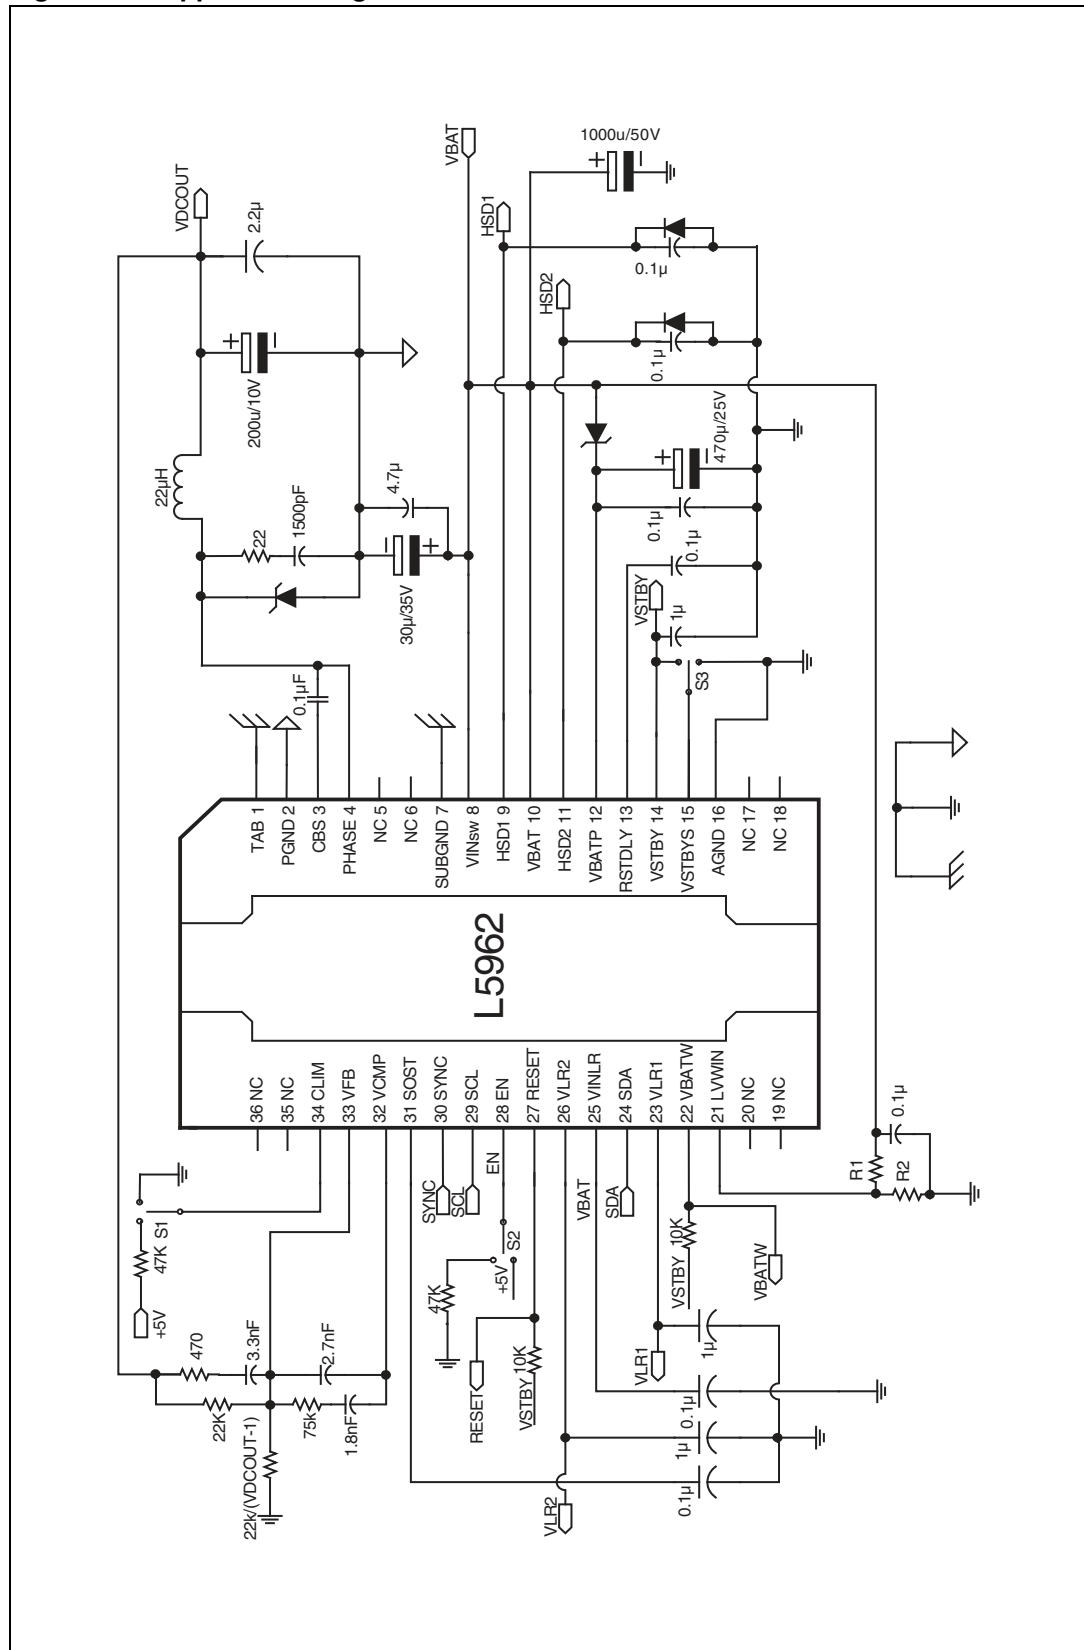 VDCOUT
2.2µ
200u/10V
22µH
22
1500pF
4.7µ
30µ/35V
0.1µF
VBAT
1000u/50V
HSD1
0.1µ
HSD2
0.1µ
470µ/25V
0.1µ
0.1µ
VSTBY
1µ
S3
TAB 1
PGND 2
CBS 3
PHASE 4
NC 5
NC 6
SUBGND 7
VINsw 8
HSD1 9
VBAT 10
HSD2 11
VBATP 12
RSTDLY 13
VSTBY 14
VSTBYS 15
AGND 16
NC 17
NC 18
L5962
36 NC
35 NC
34 CLIM
33 VFB
32 VCMP
31 SOST
30 SYNC
29 SCL
28 EN
27 RESET
26 VLR2
25 VINLR
24 SDA
23 VLR1
22 VBATW
21 LVWIN
20 NC
19 NC
S1
47K
+5V
470
3.3nF
22K
2.7nF
75k
1.8nF
22k/(VDCOUT-1)
SYNC
SCL
EN
S2
+5V
47K
RESET
VSTBY 10K
VBAT
SDA
VSTBY 10K
VBATW
VLR1
1µ
0.1µ
1µ
0.1µ
VLR2
R1
R2
0.1µ